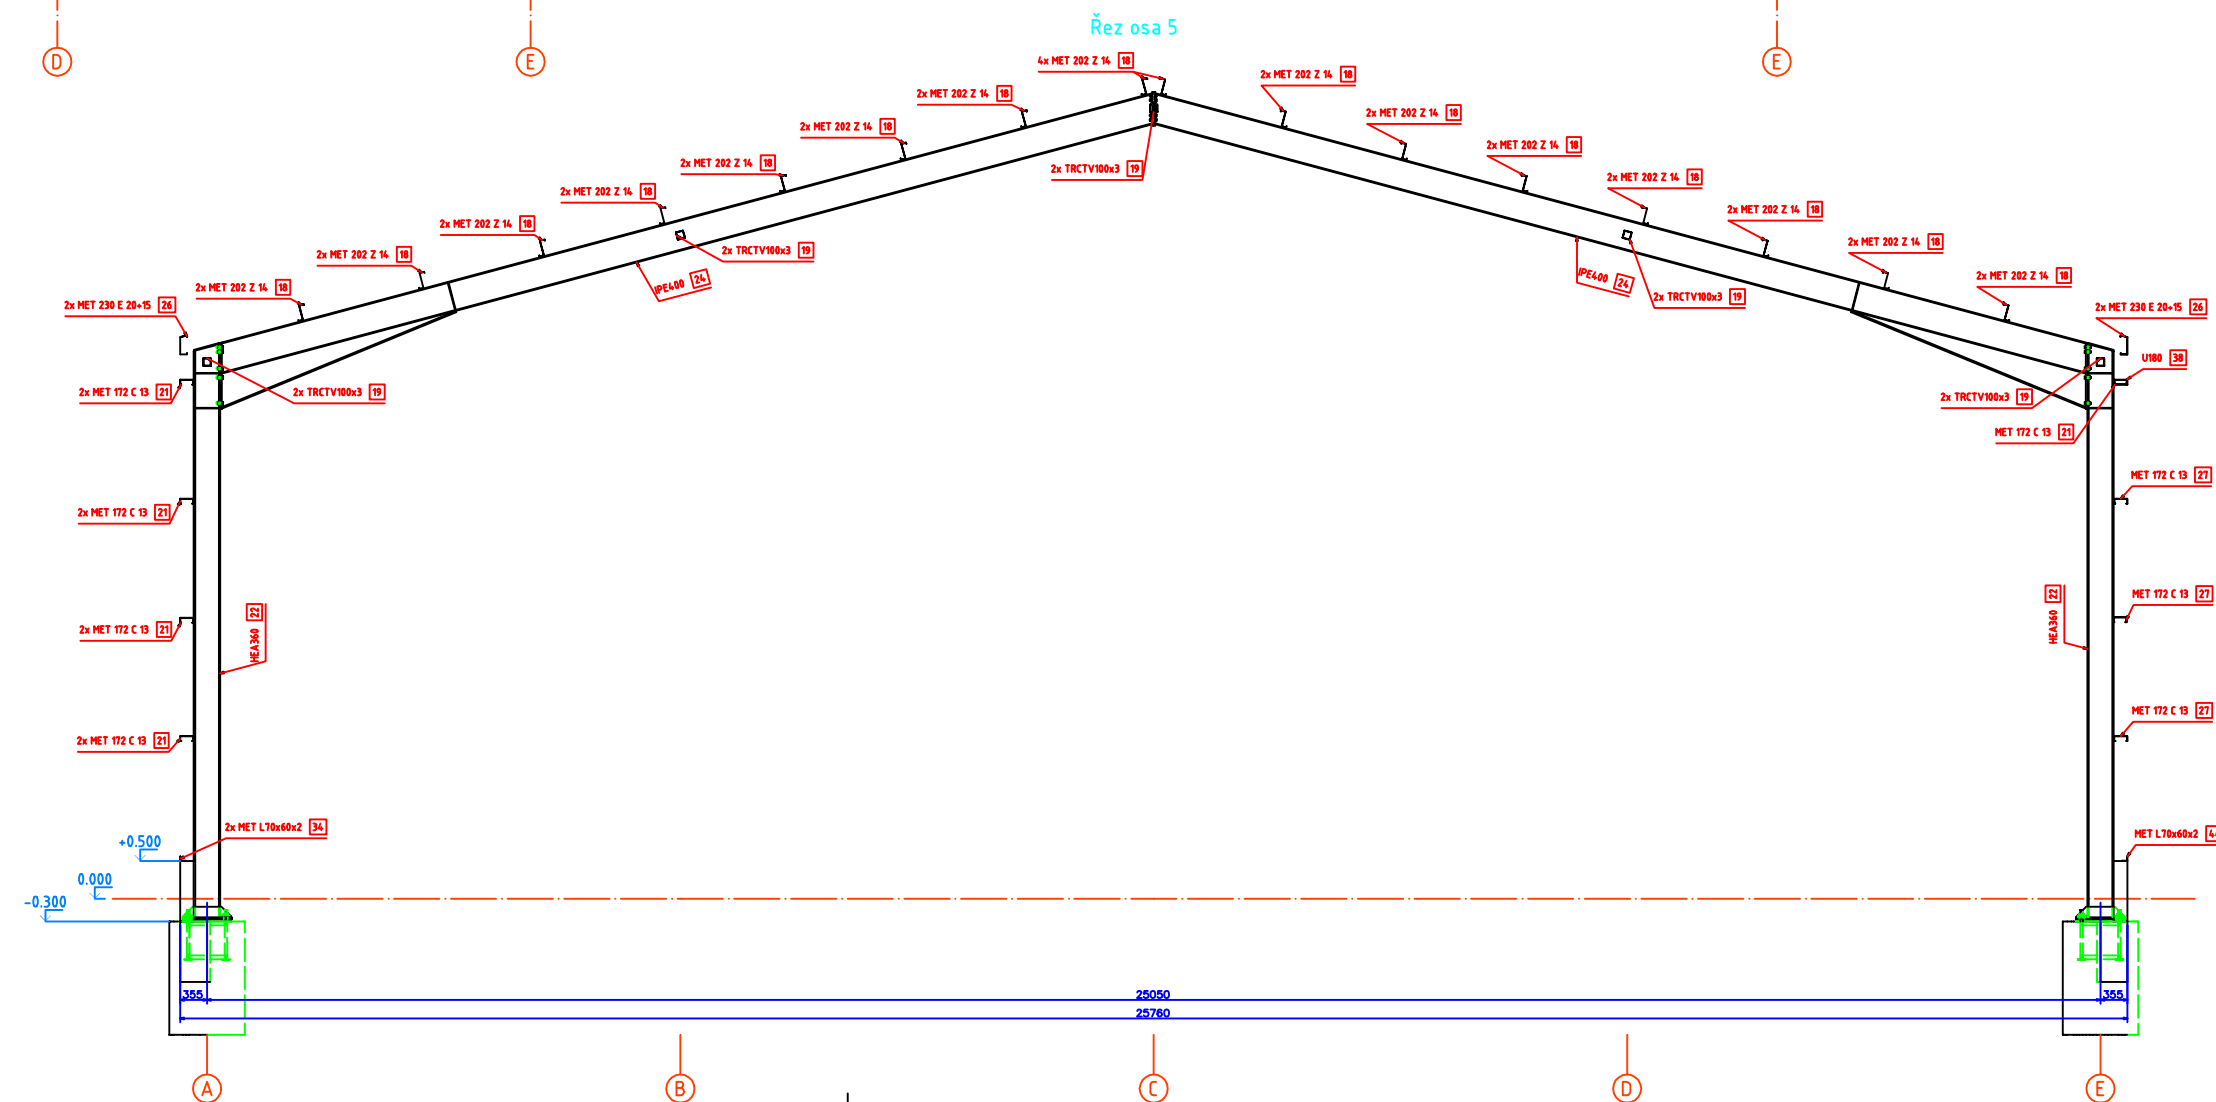 Řez osa 5
D
E
E
4x MET 202 Z 14 18
2x MET 202 Z 14 18
2x MET 202 Z 14 18
2x MET 202 Z 14 18
2x MET 202 Z 14 18
2x MET 202 Z 14 18
2x MET 202 Z 14 18
2x MET 202 Z 14 18
2x TRCTV100x3 19
2x MET 202 Z 14 18
2x MET 202 Z 14 18
2x MET 202 Z 14 18
2x MET 202 Z 14 18
2x MET 202 Z 14 18
2x TRCTV100x3 19
2x MET 202 Z 14 18
2x MET 202 Z 14 18
2x MET 202 Z 14 18
IPE400 24
IPE400 24
2x TRCTV100x3 19
2x MET 230 E 20+15 26
2x MET 230 E 20+15 26
U180 38
2x MET 172 C 13 21
2x TRCTV100x3 19
2x TRCTV100x3 19
MET 172 C 13 21
MET 172 C 13 27
2x MET 172 C 13 21
MET 172 C 13 27
HEA360 22
HEA360 22
2x MET 172 C 13 21
MET 172 C 13 27
2x MET 172 C 13 21
2x MET L70x60x2 34
MET L70x60x2
+0.500
0.000
-0.300
355
25050
355
25760
A
B
C
D
E